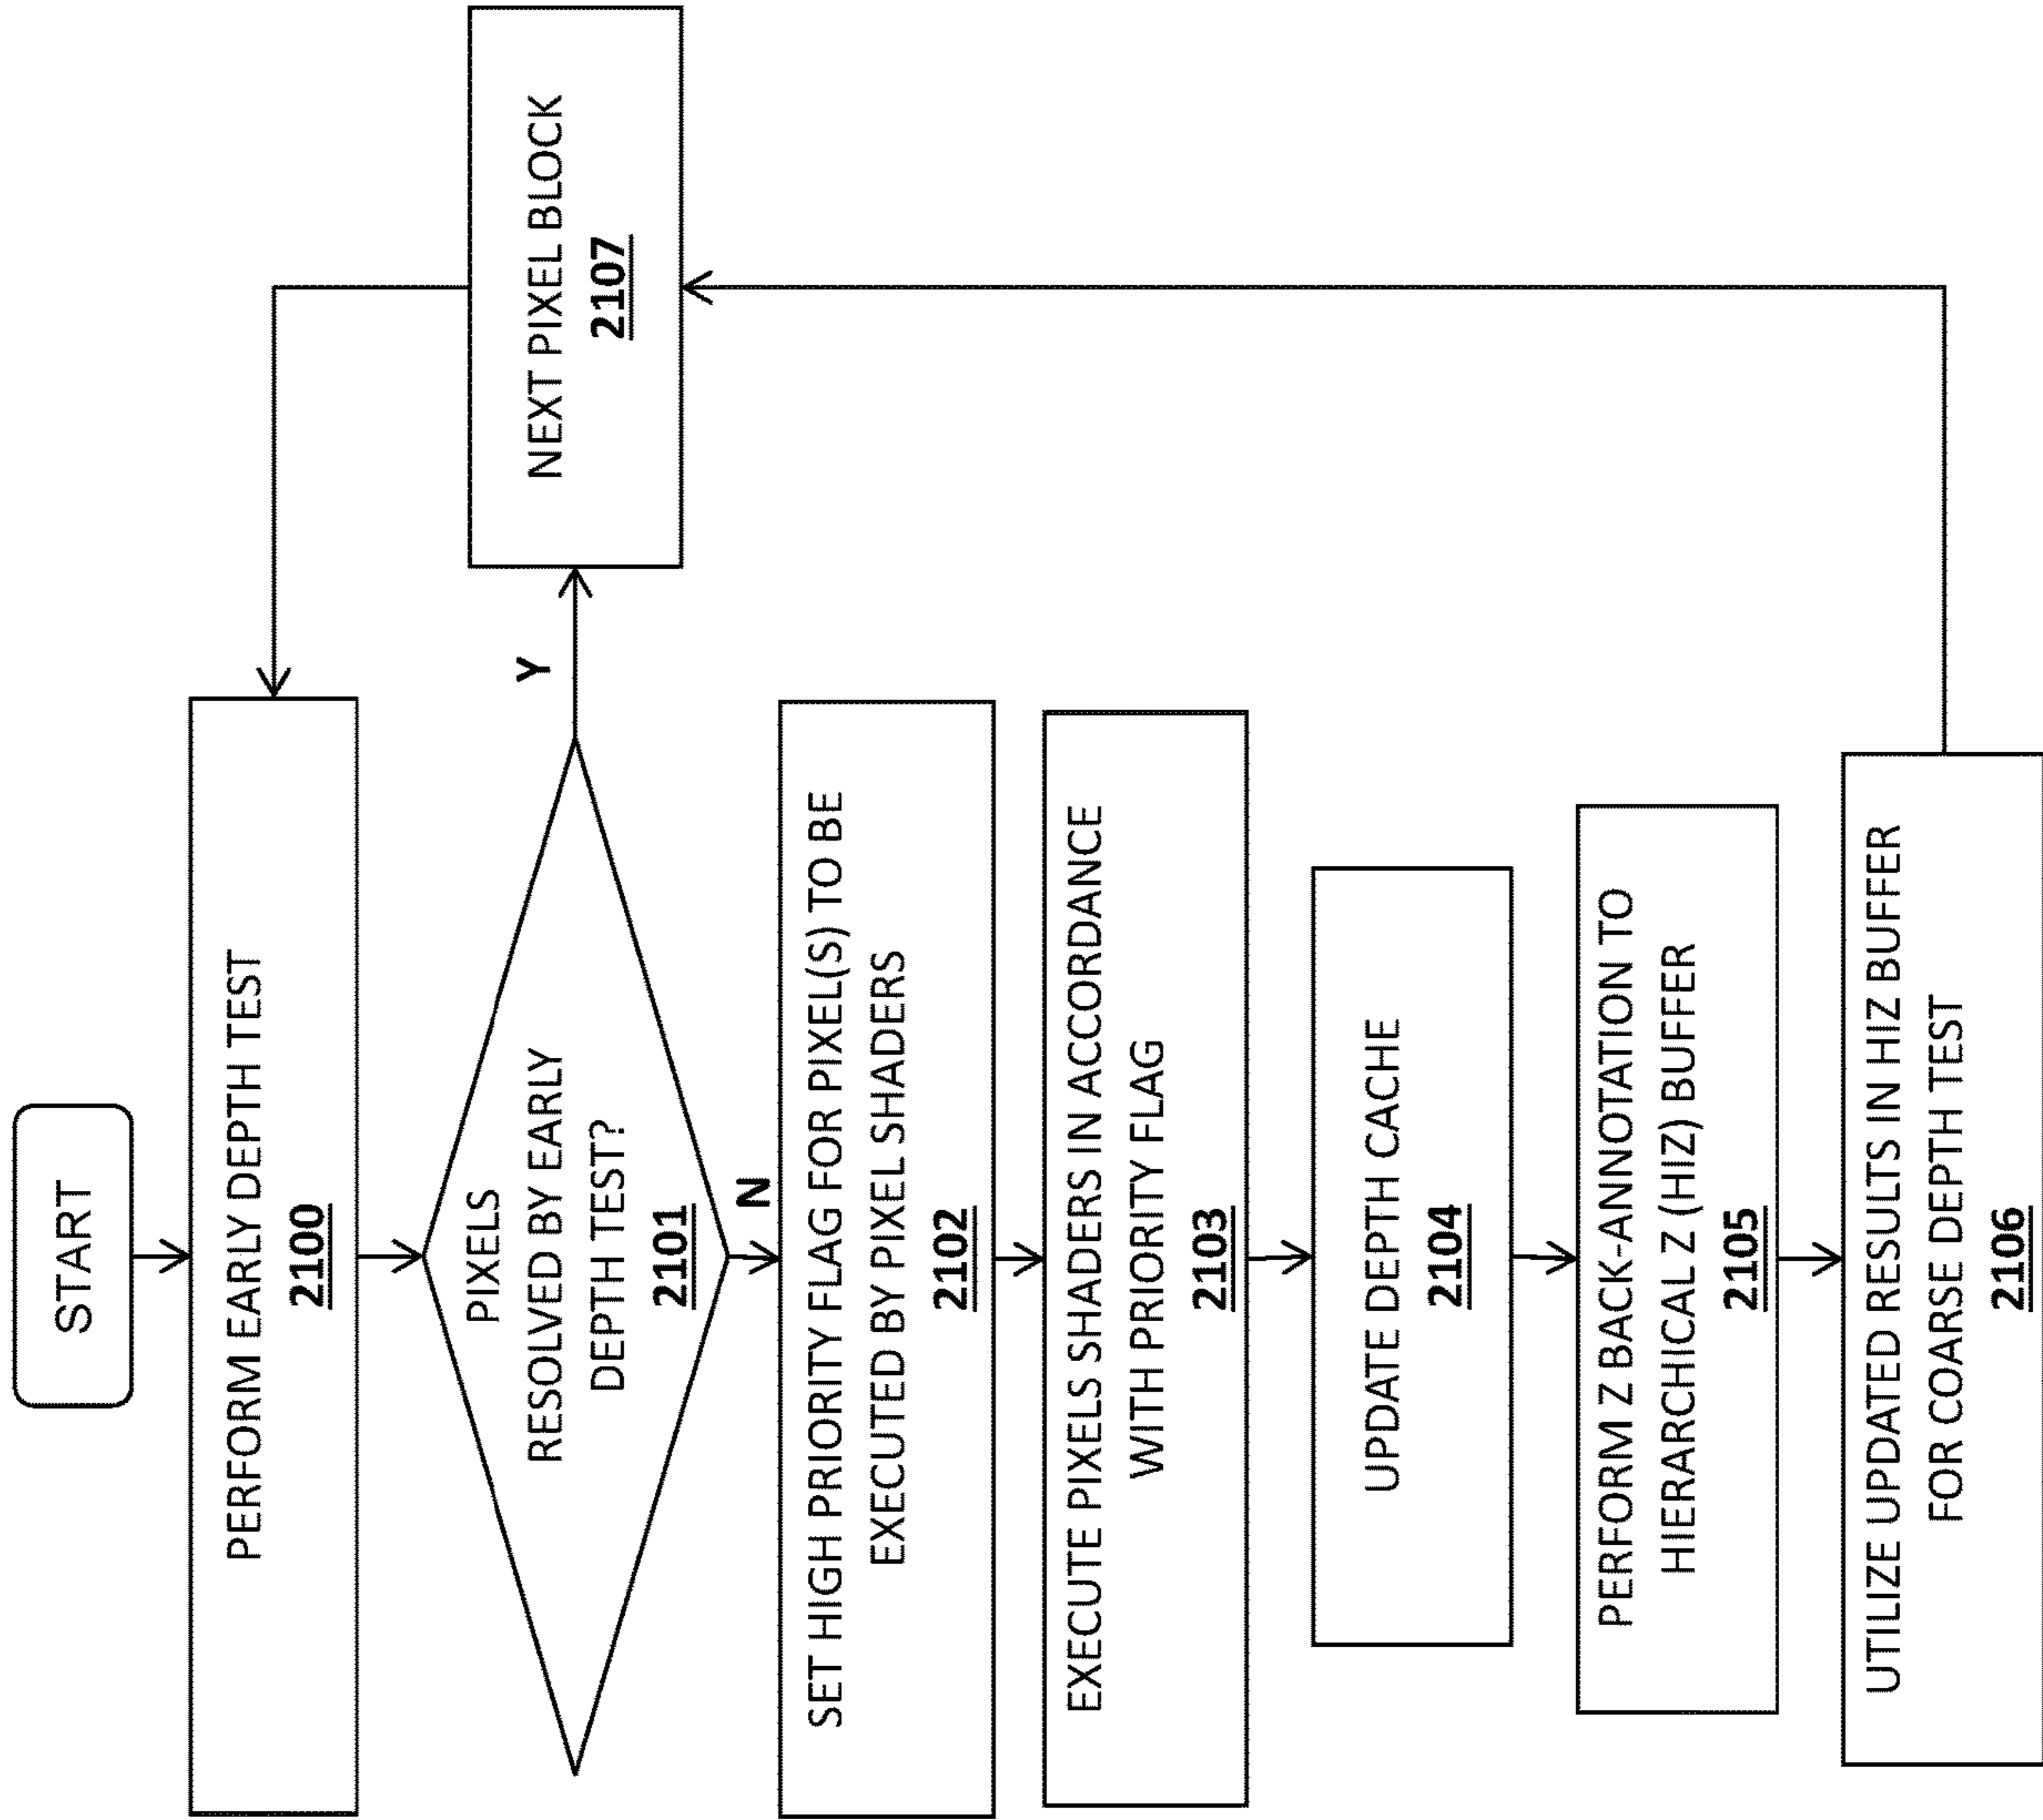 START
PERFORM EARLY DEPTH TEST
2100
PIXELS
RESOLVED BY EARLY
DEPTH TEST?
2101
Y
N
NEXT PIXEL BLOCK
2107
SET HIGH PRIORITY FLAG FOR PIXEL(S) TO BE
EXECUTED BY PIXEL SHADERS
2102
EXECUTE PIXELS SHADERS IN ACCORDANCE
WITH PRIORITY FLAG
2103
UPDATE DEPTH CACHE
2104
PERFORM Z BACK-ANNOTATION TO
HIERARCHICAL Z (HIZ) BUFFER
2105
UTILIZE UPDATED RESULTS IN HIZ BUFFER
FOR COARSE DEPTH TEST
2106